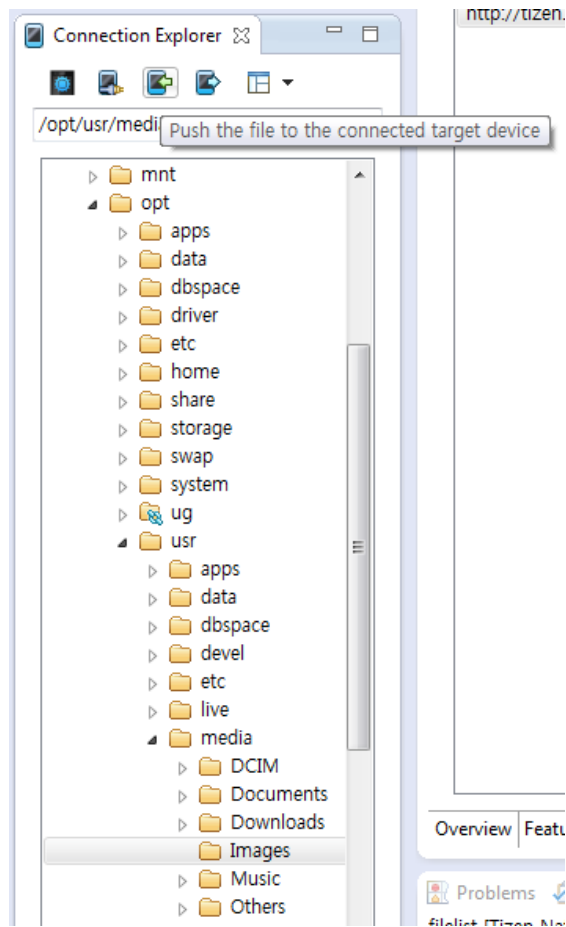 Connection Explorer
http://tizen.
/opt/usr/medi
Push the file to the connected target device
mnt
opt
apps
data
dbspace
driver
etc
home
share
storage
swap
system
ug
usr
apps
data
dbspace
devel
etc
live
media
DCIM
Documents
Downloads
Images
Music
Others
Overview Featu
Problems
filelist [Tizen Nat